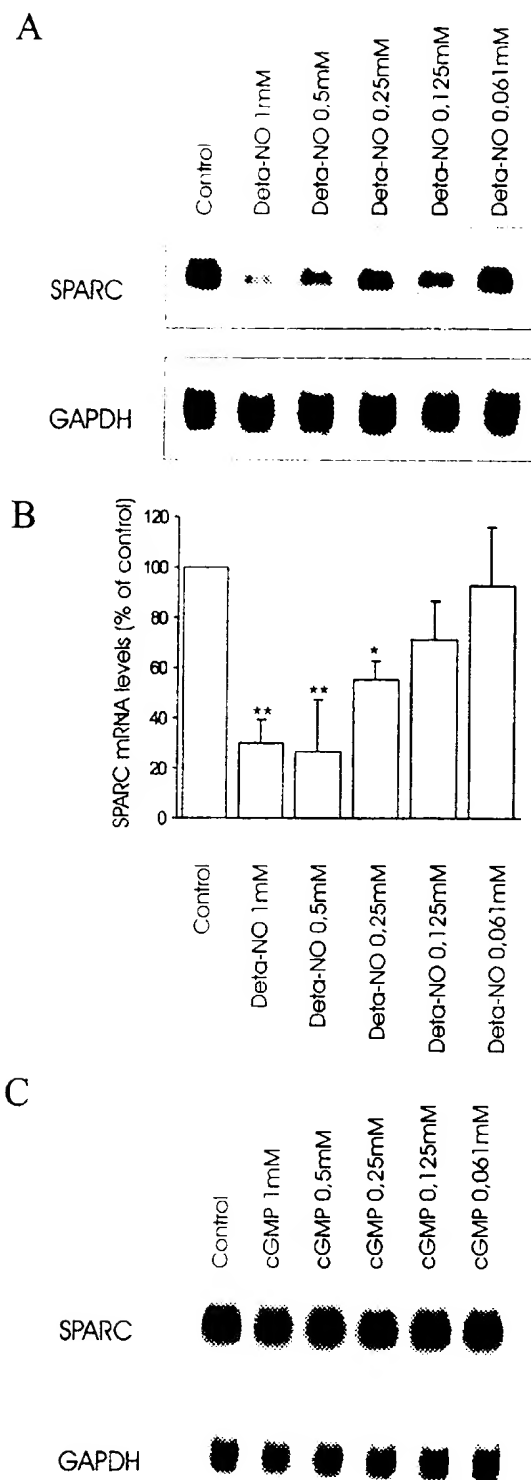 A
Control
Deta-NO 1mM
Deta-NO 0,5mM
Deta-NO 0,25mM
Deta-NO 0,125mM
Deta-NO 0,061mM
SPARC
GAPDH
B
SPARC mRNA levels (% of control)
120
100
80
60
40
20
0
**
**
*
Control
Deta-NO 1mM
Deta-NO 0,5mM
Deta-NO 0,25mM
Deta-NO 0,125mM
Deta-NO 0,061mM
C
Control
cGMP 1mM
cGMP 0,5mM
cGMP 0,25mM
cGMP 0,125mM
cGMP 0,061mM
SPARC
GAPDH